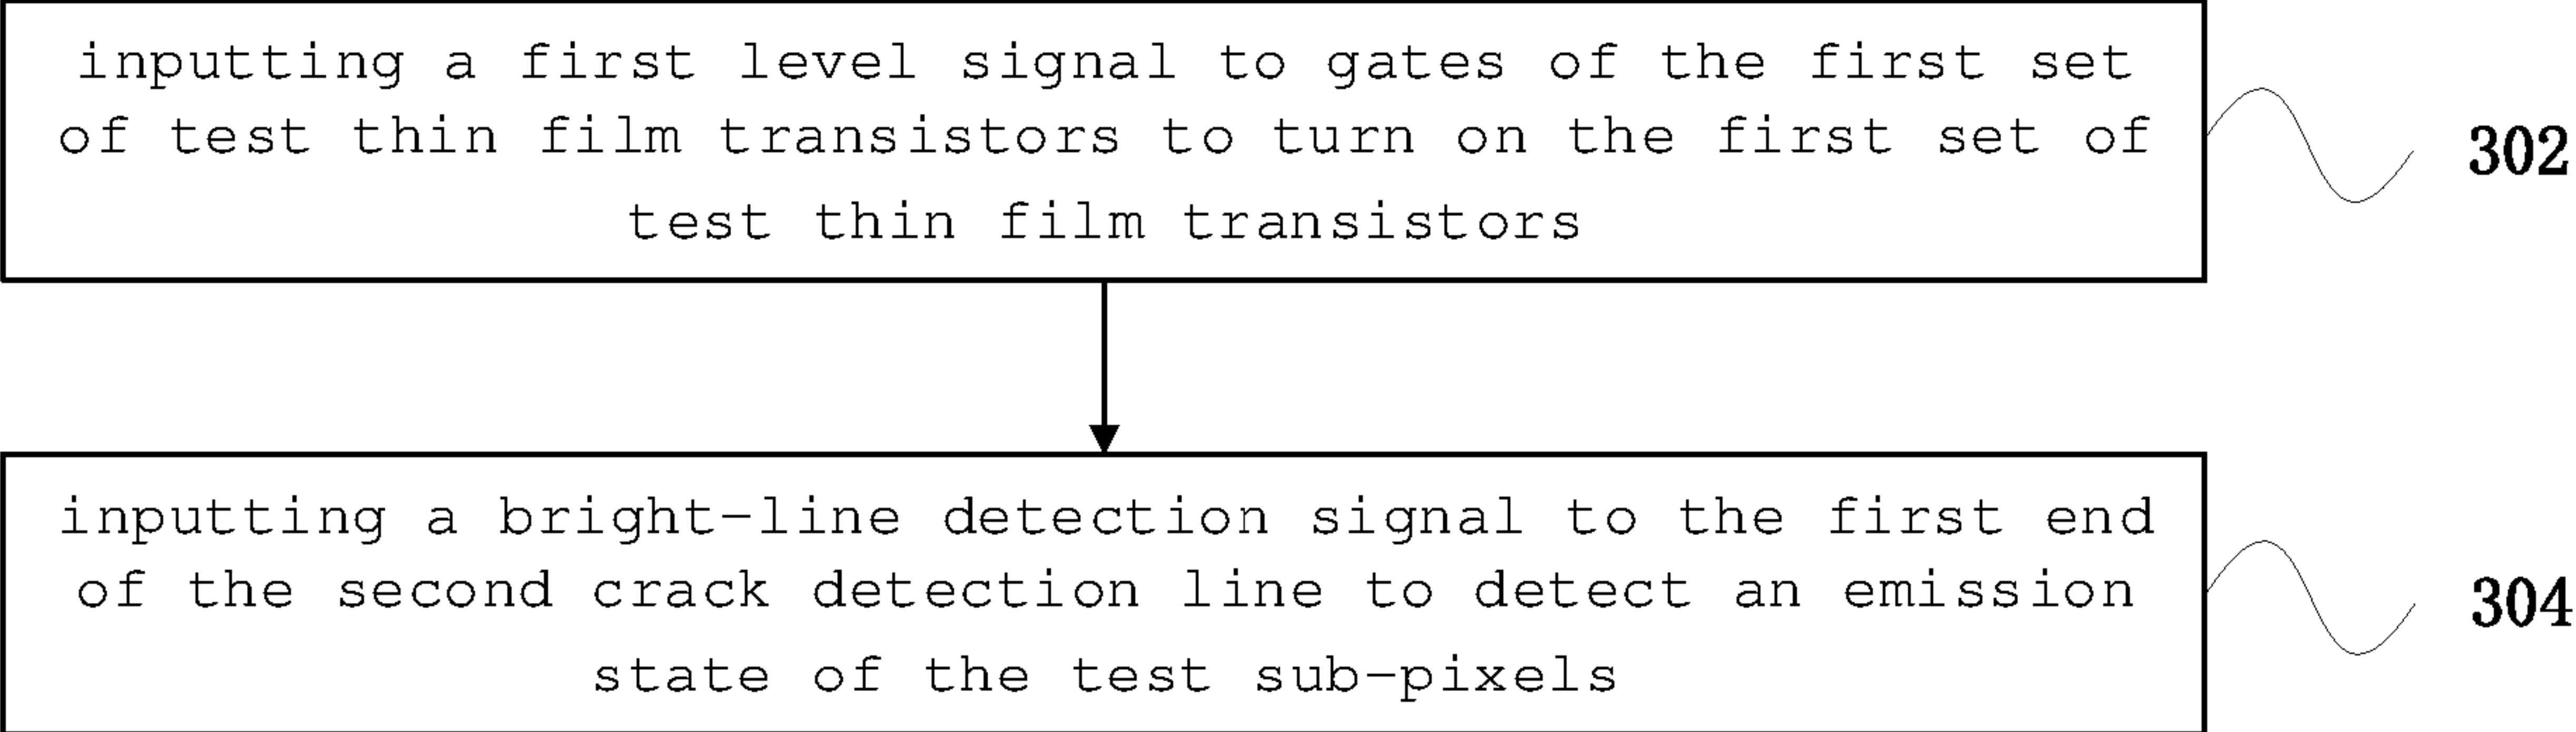 inputting a first level signal to gates of the first set
of test thin film transistors to turn on the first set of
test thin film transistors
302
inputting a bright-line detection signal to the first end
of the second crack detection line to detect an emission
state of the test sub-pixels
304